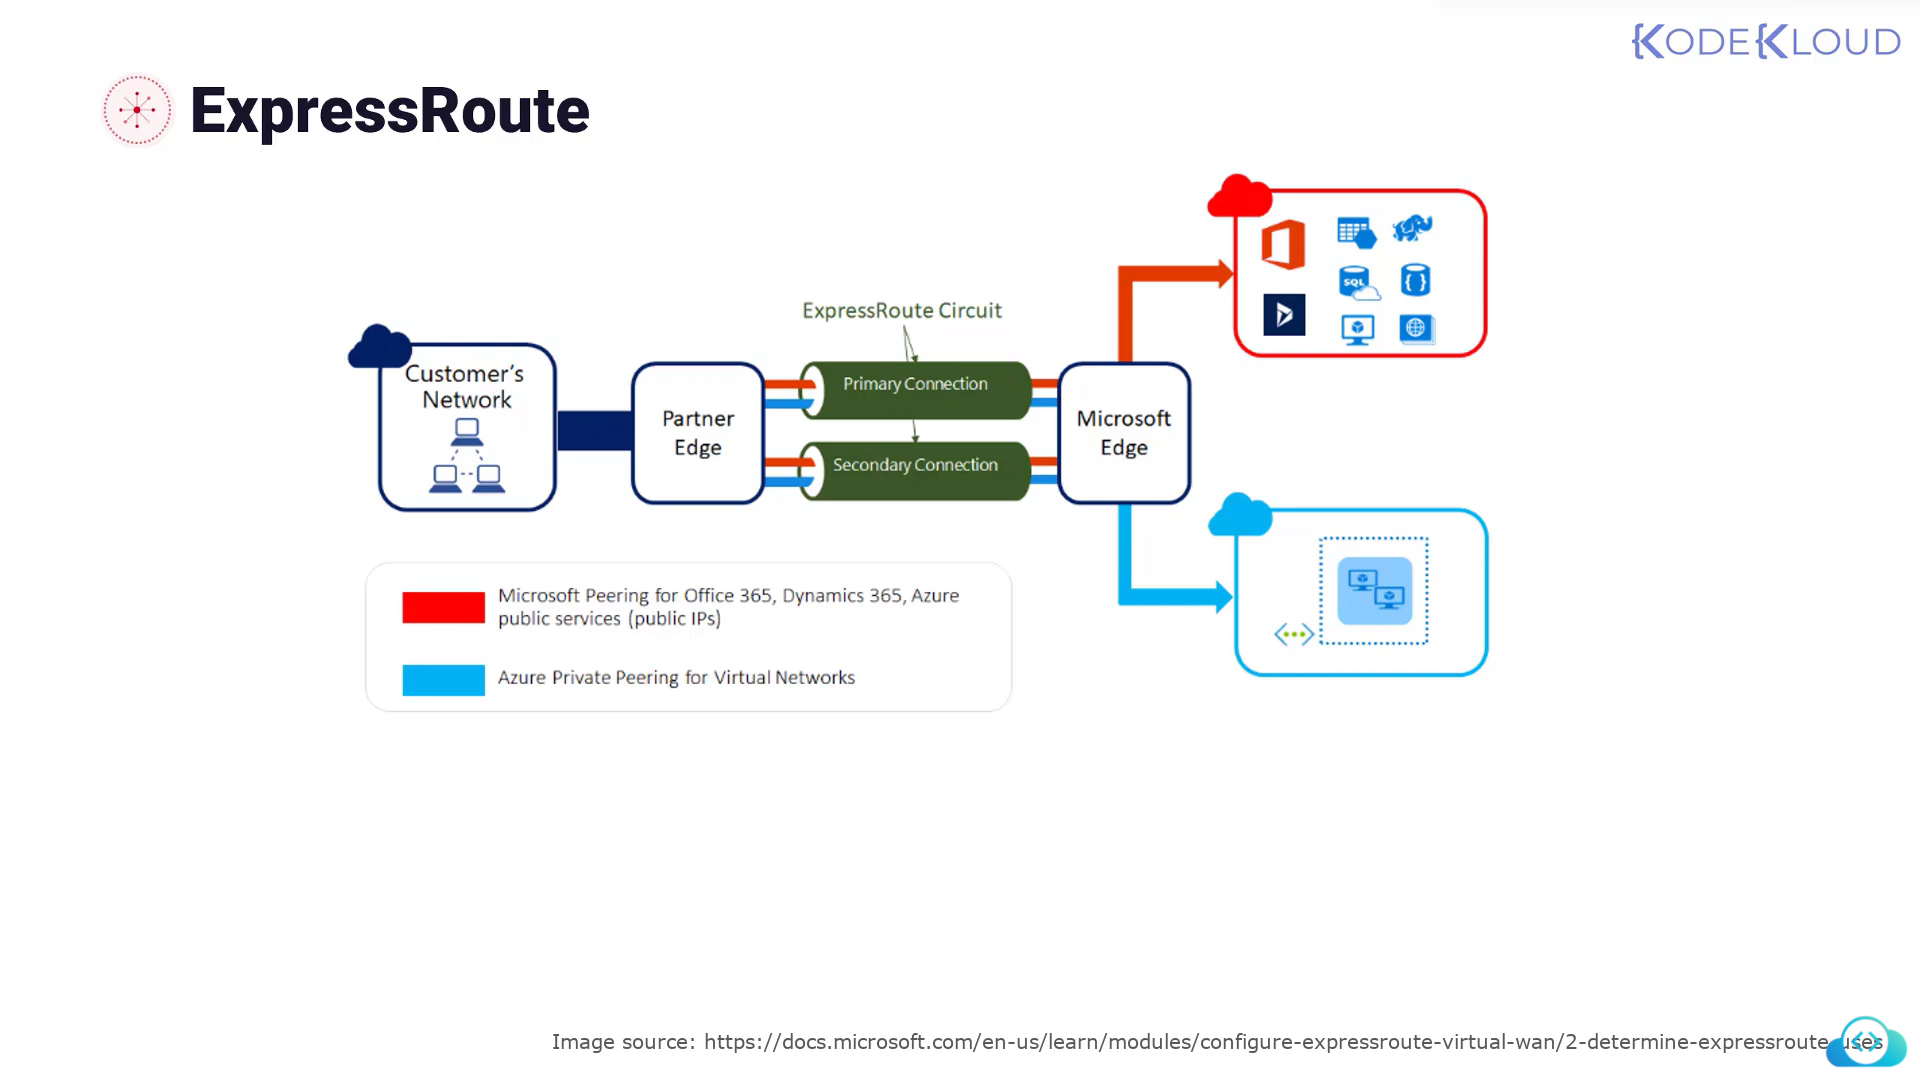 KODEKLOUD
ExpressRoute
ExpressRoute Circuit
Customer's
Network
Partner
Edge
Primary Connection
Secondary Connection
Microsoft
Edge
SQL
Microsoft Peering for Office 365, Dynamics 365, Azure
public services (public IPs)
Azure Private Peering for Virtual Networks
Image source: https://docs.microsoft.com/en-us/learn/modules/configure-expressroute-virtual-wan/2-determine-expressroute-uses